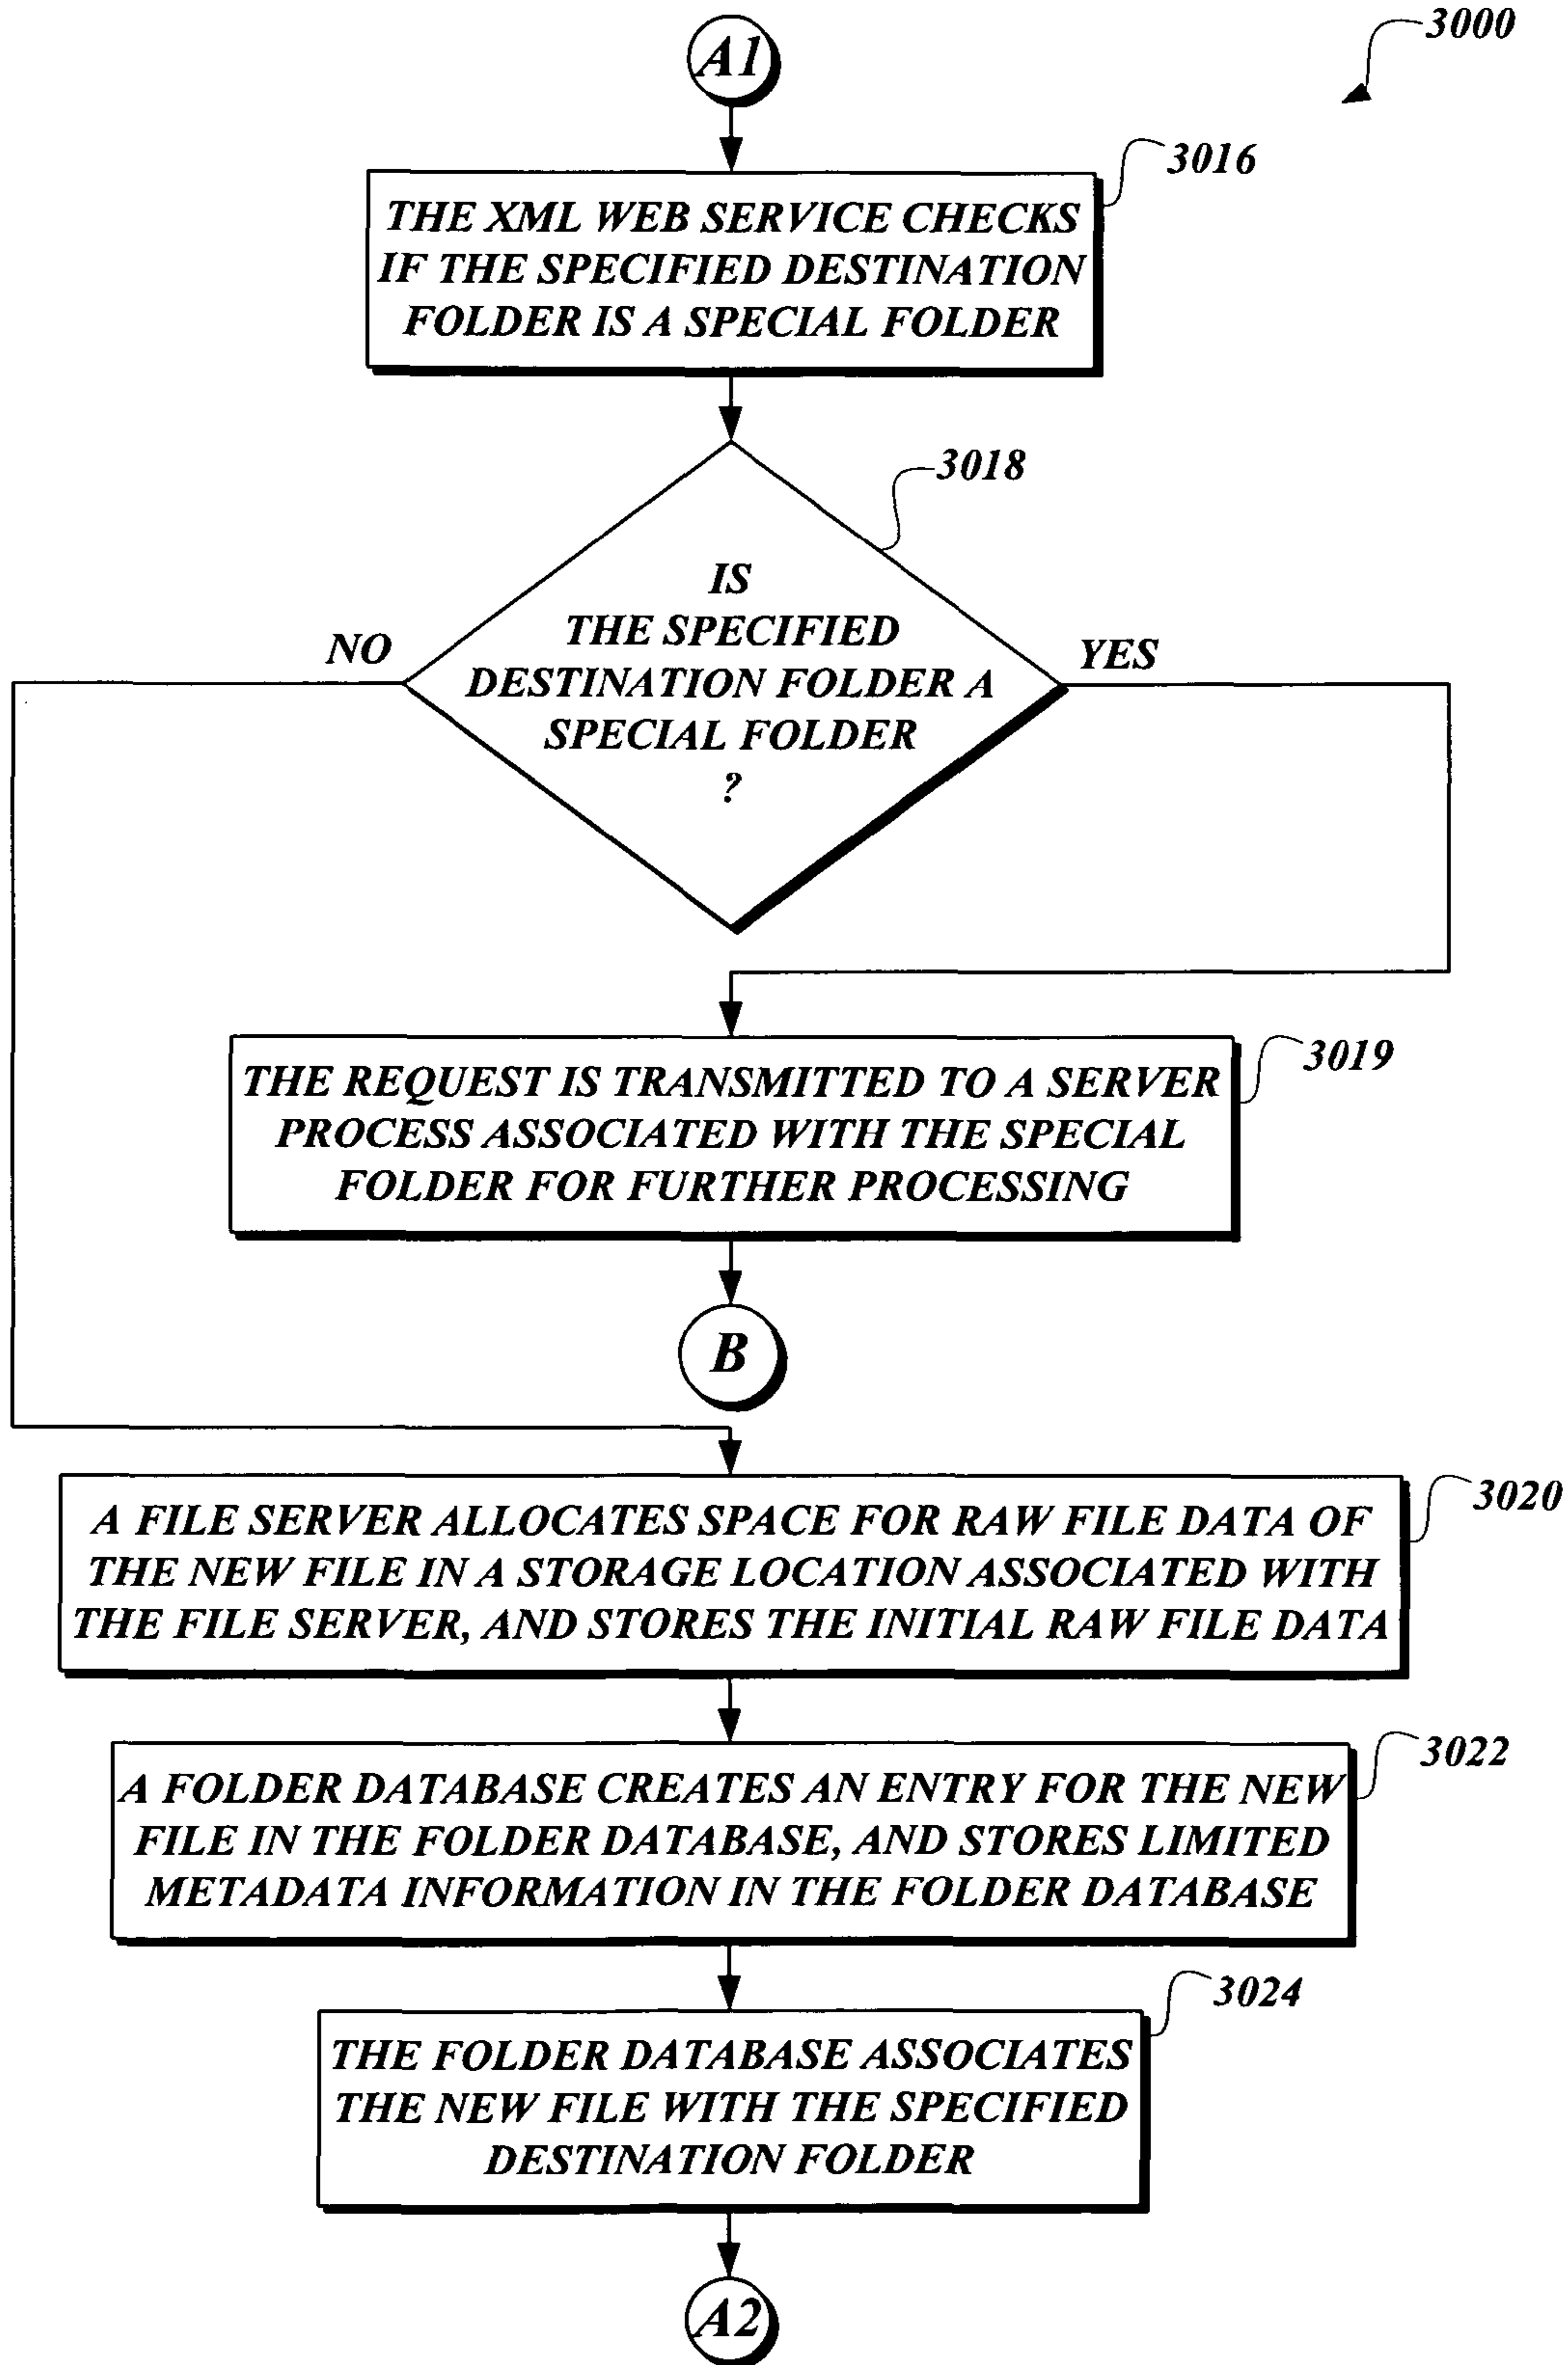 3000
A1
3016
THE XML WEB SERVICE CHECKS
IF THE SPECIFIED DESTINATION
FOLDER IS A SPECIAL FOLDER
3018
IS
THE SPECIFIED
DESTINATION FOLDER A
SPECIAL FOLDER
?
NO
YES
3019
THE REQUEST IS TRANSMITTED TO A SERVER
PROCESS ASSOCIATED WITH THE SPECIAL
FOLDER FOR FURTHER PROCESSING
B
3020
A FILE SERVER ALLOCATES SPACE FOR RAW FILE DATA OF
THE NEW FILE IN A STORAGE LOCATION ASSOCIATED WITH
THE FILE SERVER, AND STORES THE INITIAL RAW FILE DATA
3022
A FOLDER DATABASE CREATES AN ENTRY FOR THE NEW
FILE IN THE FOLDER DATABASE, AND STORES LIMITED
METADATA INFORMATION IN THE FOLDER DATABASE
3024
THE FOLDER DATABASE ASSOCIATES
THE NEW FILE WITH THE SPECIFIED
DESTINATION FOLDER
A2